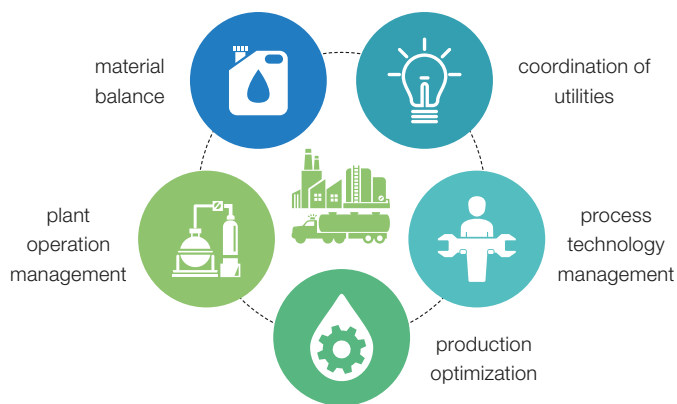 material
balance
coordination of
utilities
plant
operation
management
process
technology
management
production
optimization